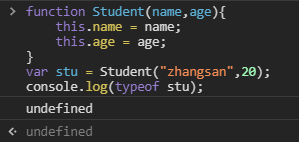 > function Student(name,age){
this.name = name;
this.age = age;
}
var stu = Student("zhangsan",20);
console.log(typeof stu);
undefined
undefined